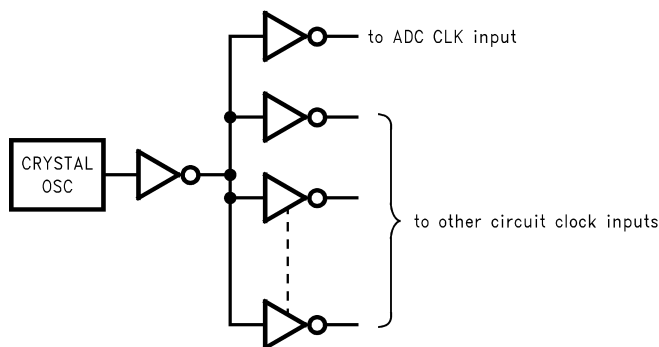 to ADC CLK input
CRYSTAL
OSC
to other circuit clock inputs